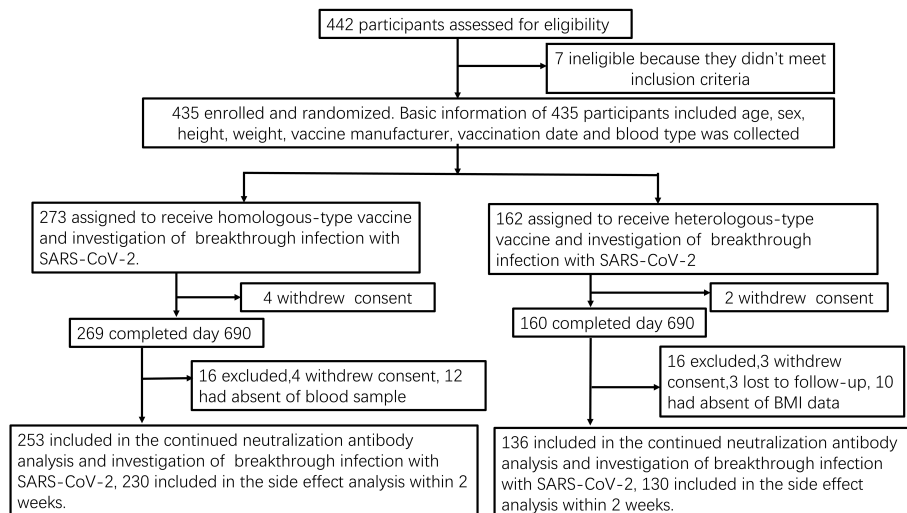 442 participants assessed for eligibility
7 ineligible because they didn't meet
inclusion criteria
435 enrolled and randomized. Basic information of 435 participants included age, sex,
height, weight, vaccine manufacturer, vaccination date and blood type was collected
273 assigned to receive homologous-type vaccine
and investigation of breakthrough infection with
SARS-CoV-2.
162 assigned to receive heterologous-type
vaccine and investigation of breakthrough
infection with SARS-CoV-2
4 withdrew consent
2 withdrew consent
269 completed day 690
160 completed day 690
16 excluded,4 withdrew consent, 12
had absent of blood sample
16 excluded,3 withdrew
consent,3 lost to follow-up, 10
had absent of BMI data
253 included in the continued neutralization antibody
analysis and investigation of breakthrough infection with
SARS-CoV-2, 230 included in the side effect analysis within 2
weeks.
136 included in the continued neutralization antibody
analysis and investigation of breakthrough infection
with SARS-CoV-2, 130 included in the side effect
analysis within 2 weeks.